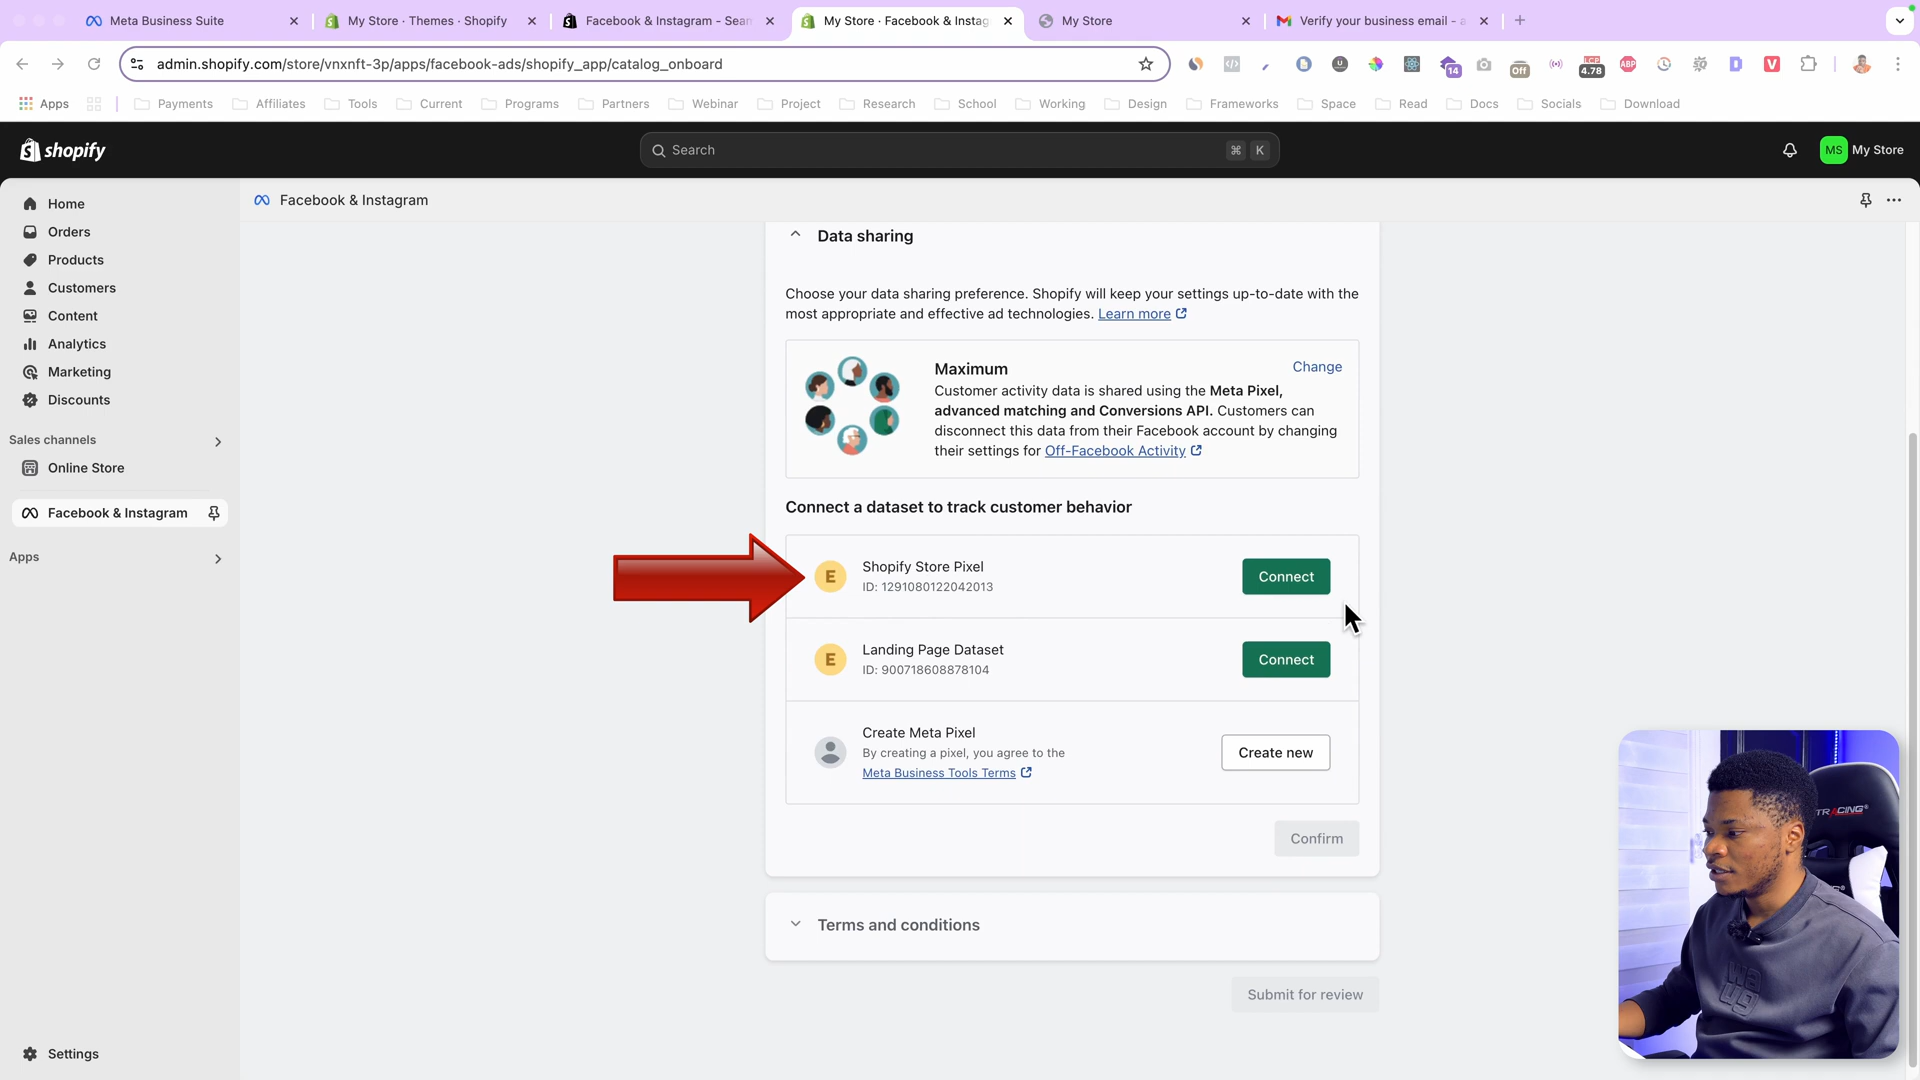 Meta Business Suite
My Store · Themes · Shopify
Facebook & Instagram - Sear
My Store · Facebook & Instag
My Store
Verify your business email - a
admin.shopify.com/store/vnxnft-3p/apps/facebook-ads/shopify_app/catalog_onboard
14
Off
LCP
4.78
ABP
Apps
Payments
Affiliates
Tools
Current
Programs
Partners
Webinar
Project
Research
School
Working
Design
Frameworks
Space
Read
Docs
Socials
Download
shopify
Search
⌘ K
MS My Store
Home
Orders
Products
Customers
Content
Analytics
Marketing
Discounts
Sales channels
Online Store
Facebook & Instagram
Apps
Settings
Facebook & Instagram
Data sharing
Choose your data sharing preference. Shopify will keep your settings up-to-date with the
most appropriate and effective ad technologies. Learn more
Maximum
Change
Customer activity data is shared using the Meta Pixel,
advanced matching and Conversions API. Customers can
disconnect this data from their Facebook account by changing
their settings for Off-Facebook Activity
Connect a dataset to track customer behavior
E
Shopify Store Pixel
ID: 1291080122042013
Connect
E
Landing Page Dataset
ID: 900718608878104
Connect
Create Meta Pixel
By creating a pixel, you agree to the
Meta Business Tools Terms
Create new
Confirm
Terms and conditions
Submit for review